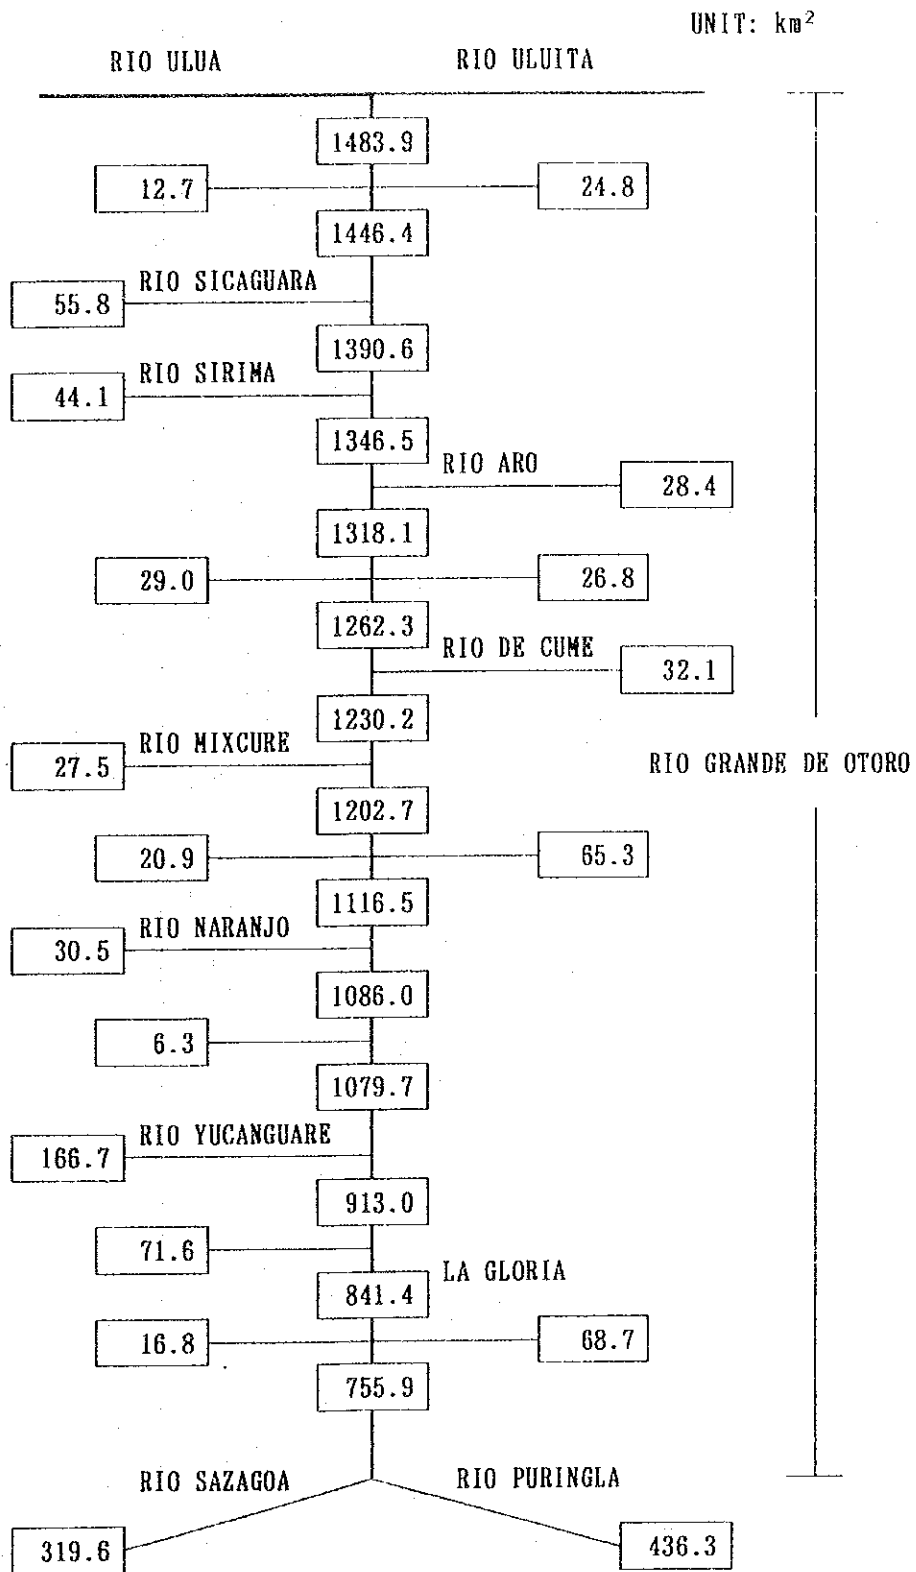 UNIT: km²
RIO ULUA RIO ULUITA
1483.9
12.7 24.8
1446.4
RIO SICAGUARA
55.8
1390.6
RIO SIRIMA
44.1
1346.5
RIO ARO
28.4
1318.1
29.0 26.8
1262.3
RIO DE CUME
32.1
1230.2
RIO MIXCURE
27.5
RIO GRANDE DE OTORO
1202.7
20.9 65.3
1116.5
RIO NARANJO
30.5
1086.0
6.3
1079.7
RIO YUCANGUARE
166.7
913.0
71.6
LA GLORIA
841.4
16.8 68.7
755.9
RIO SAZAGOA RIO PURINGLA
319.6 436.3